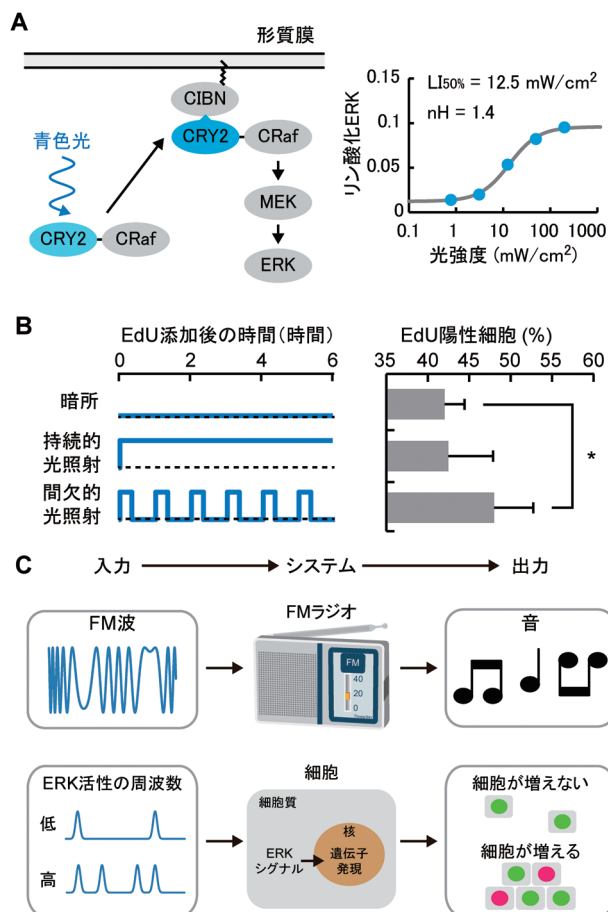 A
形質膜
CIBN
CRY2
CRaf
青色光
MEK
CRY2
CRaf
ERK
リン酸化ERK
0.15
0.1
0.05
0
LI50% = 12.5 mW/cm²
nH = 1.4
0.1
1
10
100
1000
光強度 (mW/cm²)
B
EdU添加後の時間(時間)
0
2
4
6
暗所
持続的
光照射
間欠的
光照射
EdU陽性細胞 (%)
35
40
45
50
55
60
*
C
入力
システム
出力
FM波
FMラジオ
FM
40
20
0
音
ERK活性の周波数
低
高
細胞
細胞質
核
ERK
シグナル
遺伝子
発現
細胞が増えない
細胞が増える